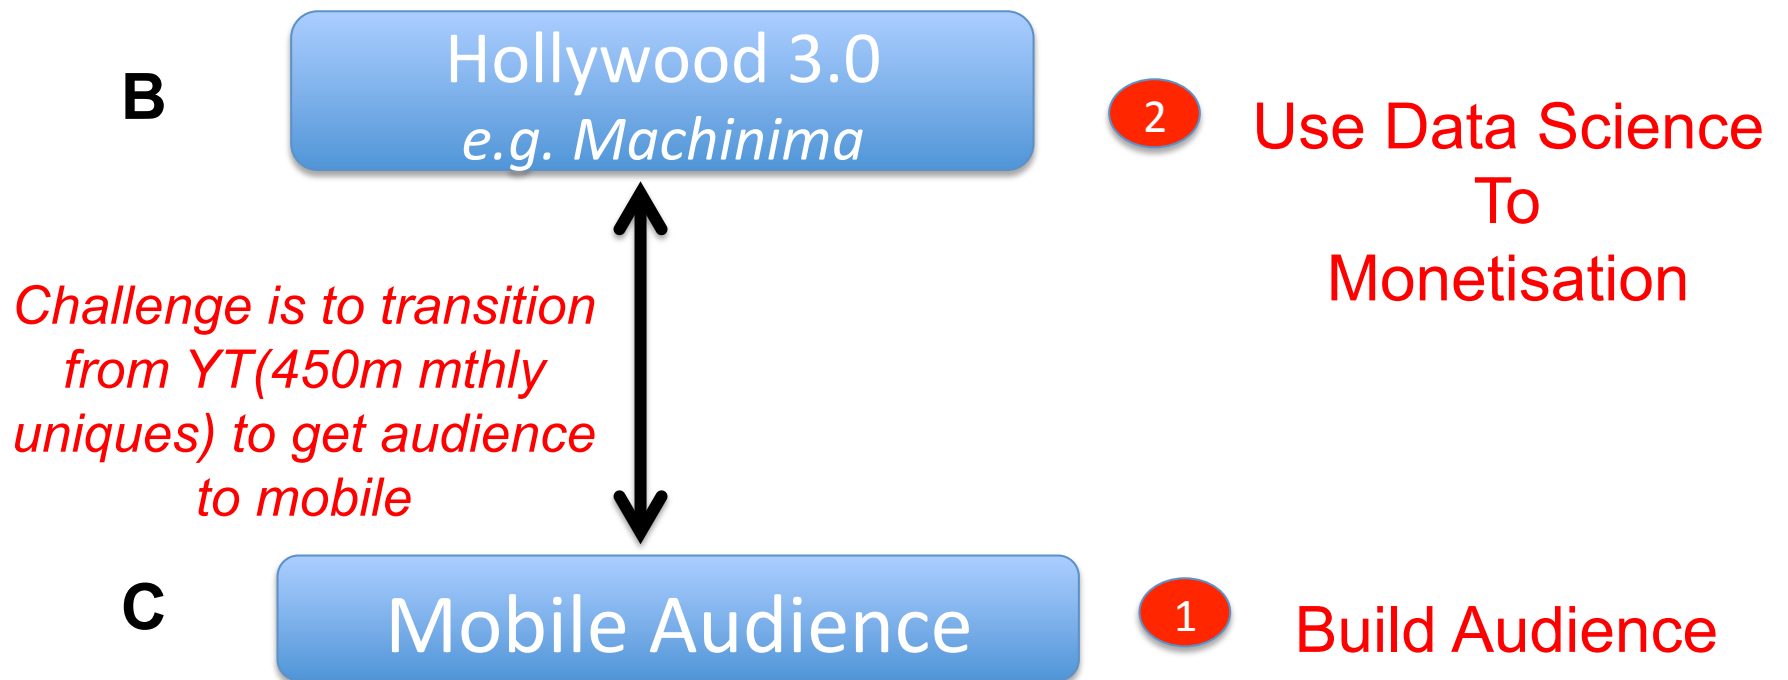 B
Hollywood 3.0
e.g. Machinima
2
Use Data Science
To
Monetisation
Challenge is to transition
from YT(450m mthly
uniques) to get audience
to mobile
C
Mobile Audience
1
Build Audience